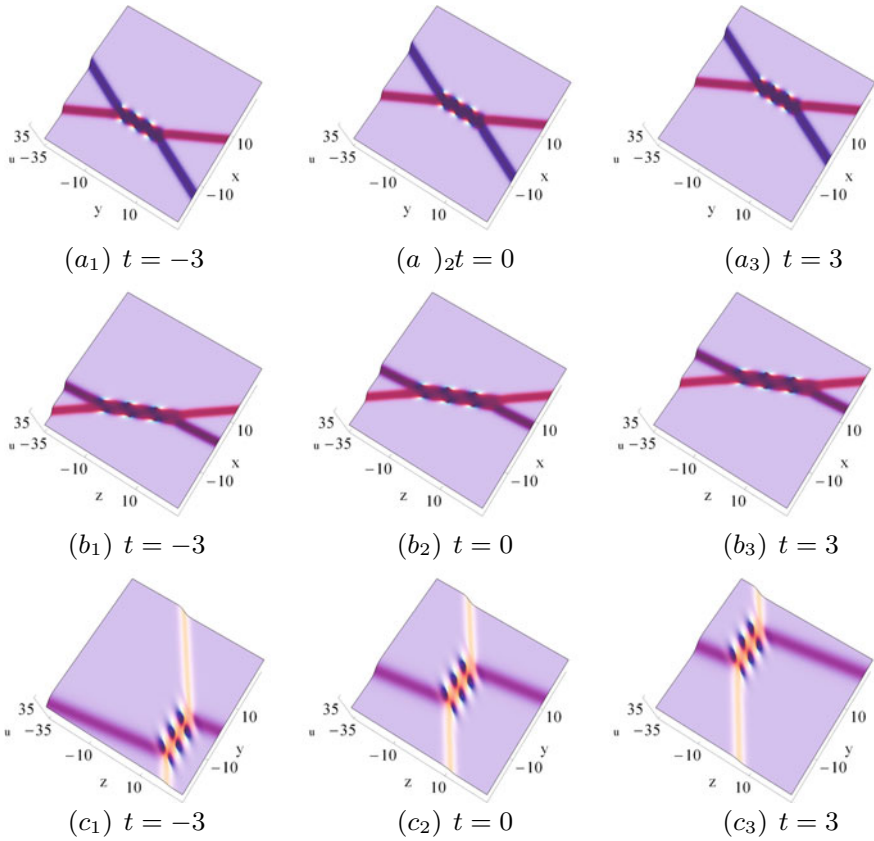 35
u −35
−10
y
10
−10
x
10
35
u −35
−10
y
10
−10
x
10
35
u −35
−10
y
10
−10
x
10
(a₁) t = −3
(a )₂t = 0
(a₃) t = 3
35
u −35
−10
z
10
−10
x
10
35
u −35
−10
z
10
−10
x
10
35
u −35
−10
z
10
−10
x
10
(b₁) t = −3
(b₂) t = 0
(b₃) t = 3
35
u −35
−10
z
10
−10
y
10
35
u −35
−10
z
10
−10
y
10
35
u −35
−10
z
10
−10
y
10
(c₁) t = −3
(c₂) t = 0
(c₃) t = 3